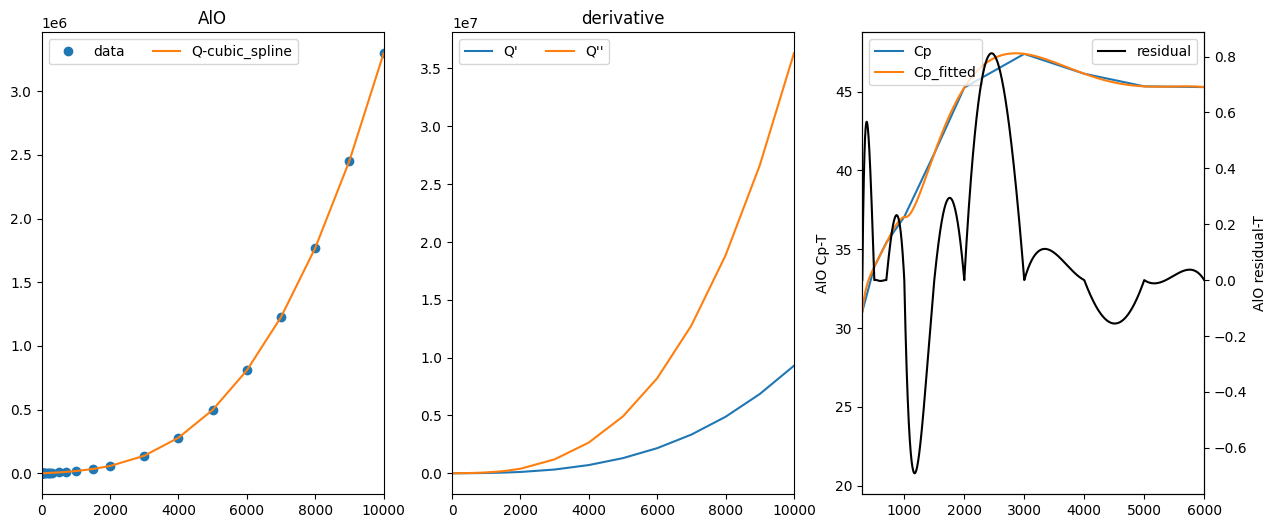 AlO
1e6
data
Q-cubic_spline
3.0
2.5
2.0
1.5
1.0
0.5
0.0
0 2000 4000 6000 8000 10000
derivative
1e7
Q'
Q''
3.5
3.0
2.5
2.0
1.5
1.0
0.5
0.0
0 2000 4000 6000 8000 10000
Cp
Cp_fitted
residual
AlO Cp-T
45
40
35
30
25
20
1000 2000 3000 4000 5000 6000
0.8
0.6
0.4
0.2
0.0
−0.2
−0.4
−0.6
AlO residual-T